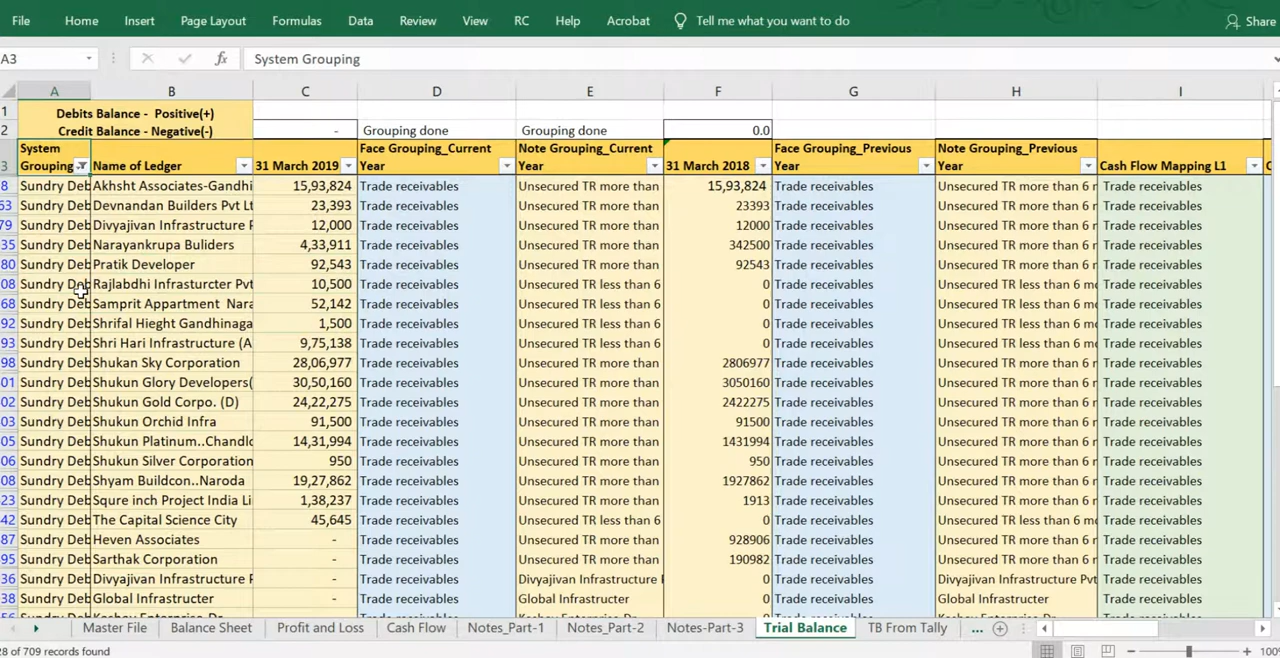 File Home Insert Page Layout Formulas Data Review View RC Help Acrobat Tell me what you want to do Share
A3 fx System Grouping
A B C D E F G H I
1 Debits Balance - Positive(+)
2 Credit Balance - Negative(-) - Grouping done Grouping done 0.0
System Face Grouping_Current Note Grouping_Current Face Grouping_Previous Note Grouping_Previous
3 Grouping Name of Ledger 31 March 2019 Year Year 31 March 2018 Year Year Cash Flow Mapping L1
8 Sundry Deb Akhsht Associates-Gandhi 15,93,824 Trade receivables Unsecured TR more than 15,93,824 Trade receivables Unsecured TR more than 6 r Trade receivables
63 Sundry Deb Devnandan Builders Pvt Lt 23,393 Trade receivables Unsecured TR more than 23393 Trade receivables Unsecured TR more than 6 r Trade receivables
79 Sundry Deb Divyajivan Infrastructure P 12,000 Trade receivables Unsecured TR more than 12000 Trade receivables Unsecured TR more than 6 r Trade receivables
35 Sundry Deb Narayankrupa Buliders 4,33,911 Trade receivables Unsecured TR more than 342500 Trade receivables Unsecured TR more than 6 r Trade receivables
80 Sundry Deb Pratik Developer 92,543 Trade receivables Unsecured TR more than 92543 Trade receivables Unsecured TR more than 6 r Trade receivables
08 Sundry Deb Rajlabdhi Infrasturcter Pvt 10,500 Trade receivables Unsecured TR less than 6 0 Trade receivables Unsecured TR less than 6 mo Trade receivables
68 Sundry Deb Samprit Appartment Nara 52,142 Trade receivables Unsecured TR less than 6 0 Trade receivables Unsecured TR less than 6 mo Trade receivables
92 Sundry Deb Shrifal Hieght Gandhinaga 1,500 Trade receivables Unsecured TR less than 6 0 Trade receivables Unsecured TR less than 6 mo Trade receivables
93 Sundry Deb Shri Hari Infrastructure (A 9,75,138 Trade receivables Unsecured TR less than 6 0 Trade receivables Unsecured TR less than 6 mo Trade receivables
98 Sundry Deb Shukan Sky Corporation 28,06,977 Trade receivables Unsecured TR more than 2806977 Trade receivables Unsecured TR more than 6 r Trade receivables
01 Sundry Deb Shukun Glory Developers( 30,50,160 Trade receivables Unsecured TR more than 3050160 Trade receivables Unsecured TR more than 6 r Trade receivables
02 Sundry Deb Shukun Gold Corpo. (D) 24,22,275 Trade receivables Unsecured TR more than 2422275 Trade receivables Unsecured TR more than 6 r Trade receivables
03 Sundry Deb Shukun Orchid Infra 91,500 Trade receivables Unsecured TR more than 91500 Trade receivables Unsecured TR more than 6 r Trade receivables
05 Sundry Deb Shukun Platinum..Chandlo 14,31,994 Trade receivables Unsecured TR more than 1431994 Trade receivables Unsecured TR more than 6 r Trade receivables
06 Sundry Deb Shukun Silver Corporation 950 Trade receivables Unsecured TR more than 950 Trade receivables Unsecured TR more than 6 r Trade receivables
08 Sundry Deb Shyam Buildcon..Naroda 19,27,862 Trade receivables Unsecured TR more than 1927862 Trade receivables Unsecured TR more than 6 r Trade receivables
23 Sundry Deb Squre inch Project India Li 1,38,237 Trade receivables Unsecured TR more than 1913 Trade receivables Unsecured TR more than 6 r Trade receivables
42 Sundry Deb The Capital Science City 45,645 Trade receivables Unsecured TR less than 6 0 Trade receivables Unsecured TR less than 6 mo Trade receivables
87 Sundry Deb Heven Associates - Trade receivables Unsecured TR more than 928906 Trade receivables Unsecured TR more than 6 r Trade receivables
95 Sundry Deb Sarthak Corporation - Trade receivables Unsecured TR more than 190982 Trade receivables Unsecured TR more than 6 r Trade receivables
36 Sundry Deb Divyajivan Infrastructure P - Trade receivables Divyajivan Infrastructure P 0 Trade receivables Divyajivan Infrastructure Pvt Trade receivables
38 Sundry Deb Global Infrastructer - Trade receivables Global Infrastructer 0 Trade receivables Global Infrastructer Trade receivables
Master File Balance Sheet Profit and Loss Cash Flow Notes_Part-1 Notes_Part-2 Notes-Part-3 Trial Balance TB From Tally ...
28 of 709 records found 100